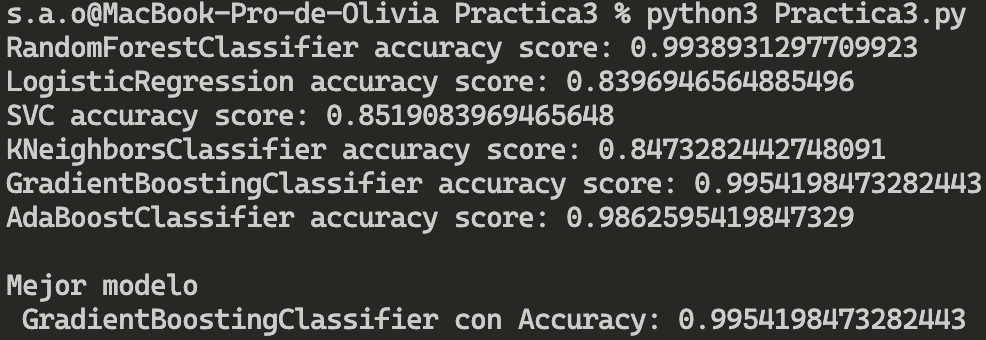 s.a.o@MacBook-Pro-de-Olivia Practica3 % python3 Practica3.py
RandomForestClassifier accuracy score: 0.9938931297709923
LogisticRegression accuracy score: 0.8396946564885496
SVC accuracy score: 0.8519083969465648
KNeighborsClassifier accuracy score: 0.8473282442748091
GradientBoostingClassifier accuracy score: 0.9954198473282443
AdaBoostClassifier accuracy score: 0.9862595419847329
Mejor modelo
GradientBoostingClassifier con Accuracy: 0.9954198473282443